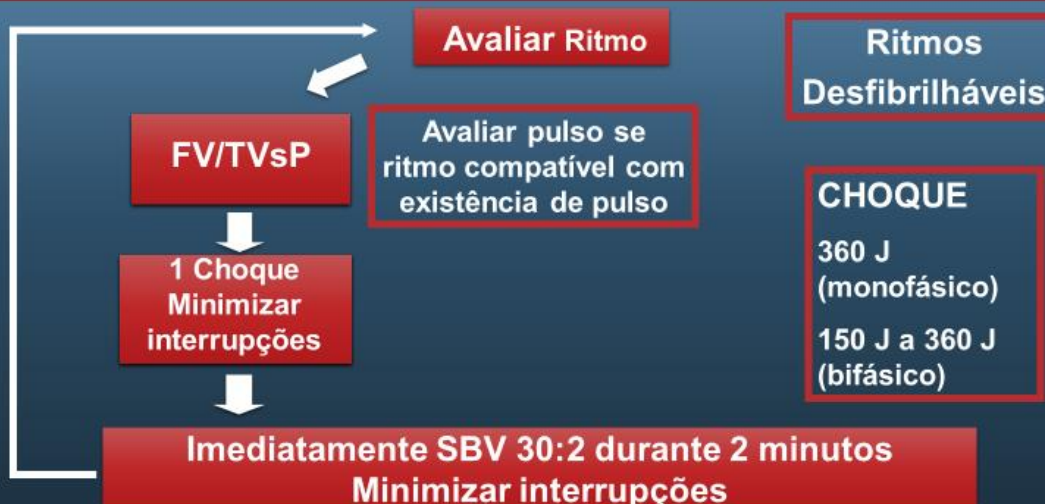 Avaliar Ritmo
Ritmos
Desfibrilháveis
FV/TVsP
Avaliar pulso se
ritmo compatível com
existência de pulso
CHOQUE
360 J
(monofásico)
150 J a 360 J
(bifásico)
1 Choque
Minimizar
interrupções
Imediatamente SBV 30:2 durante 2 minutos
Minimizar interrupções